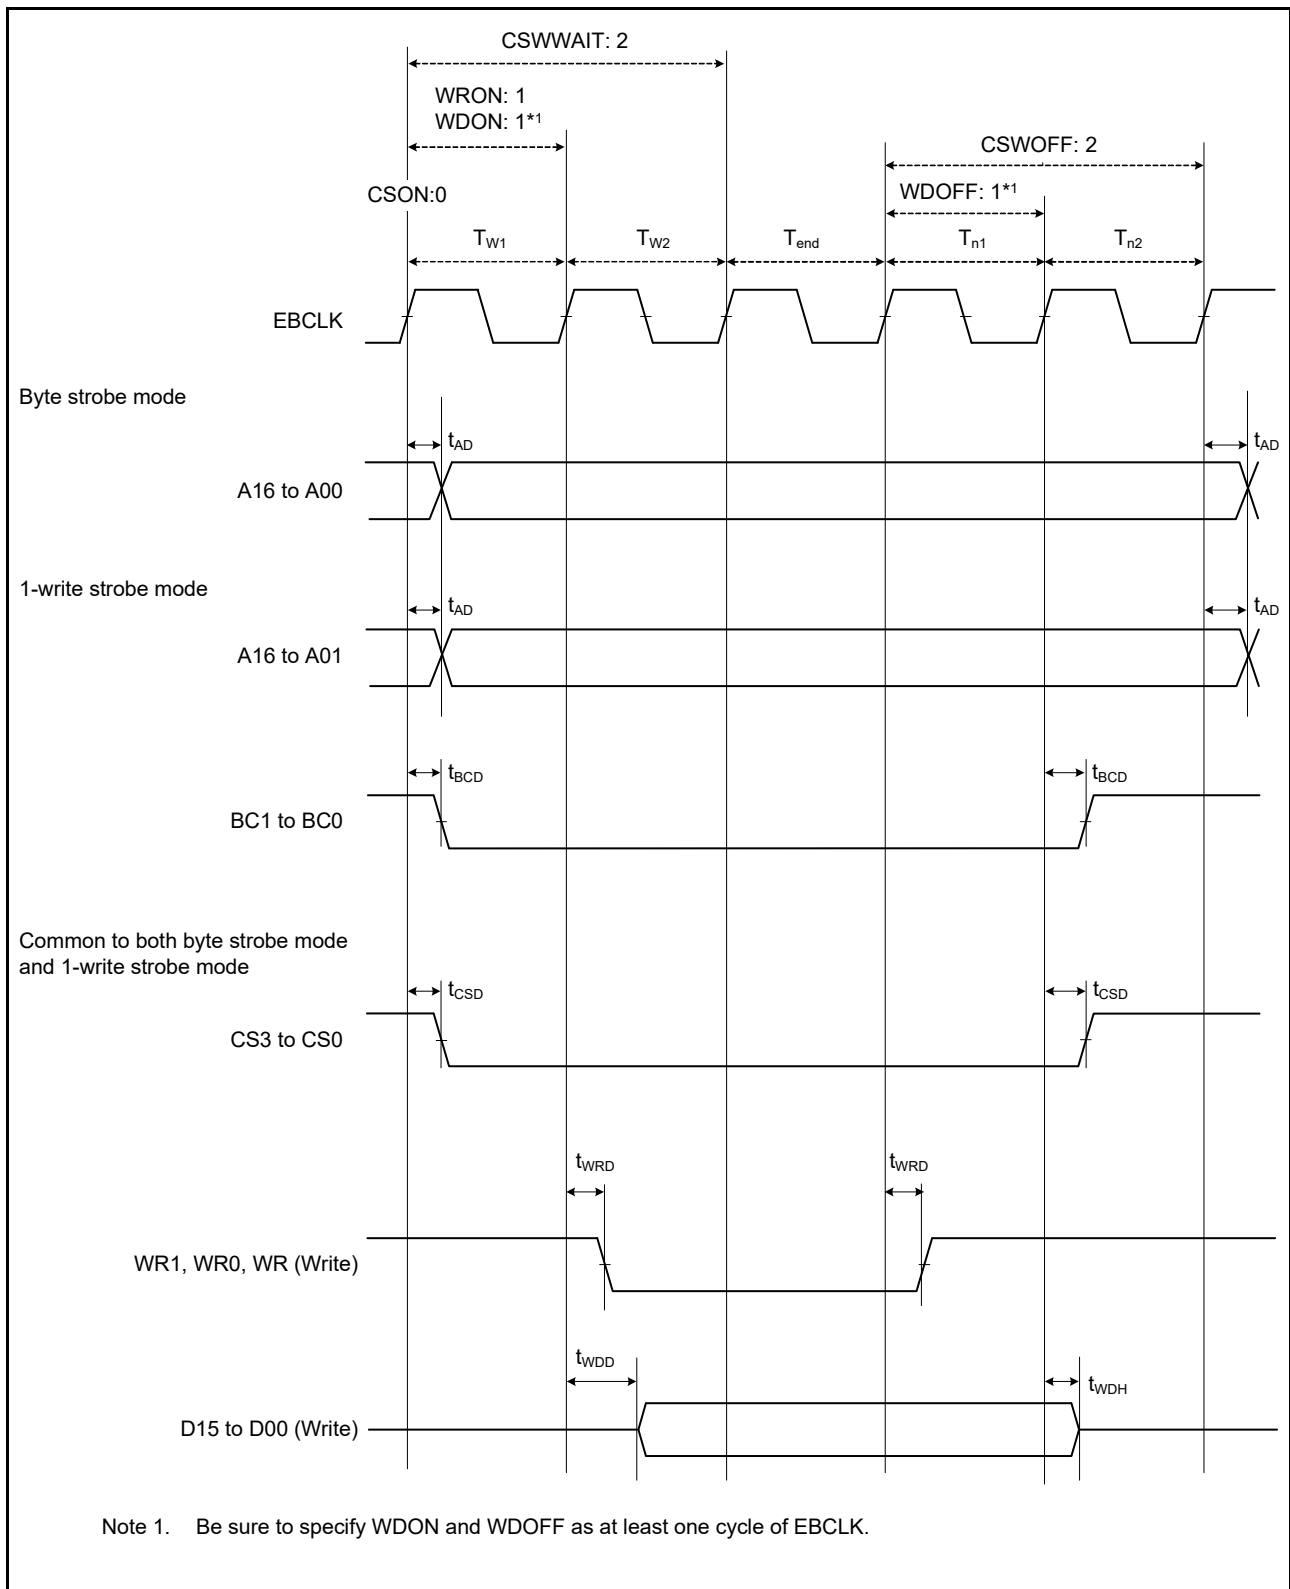 CSWWAIT: 2
WRON: 1
WDON: 1*1
CSWOFF: 2
CSON:0
WDOFF: 1*1
TW1 TW2 Tend Tn1 Tn2
EBCLK
Byte strobe mode
tAD tAD
A16 to A00
1-write strobe mode
tAD tAD
A16 to A01
tBCD tBCD
BC1 to BC0
Common to both byte strobe mode
and 1-write strobe mode
tCSD tCSD
CS3 to CS0
tWRD tWRD
WR1, WR0, WR (Write)
tWDD tWDH
D15 to D00 (Write)
Note 1. Be sure to specify WDON and WDOFF as at least one cycle of EBCLK.